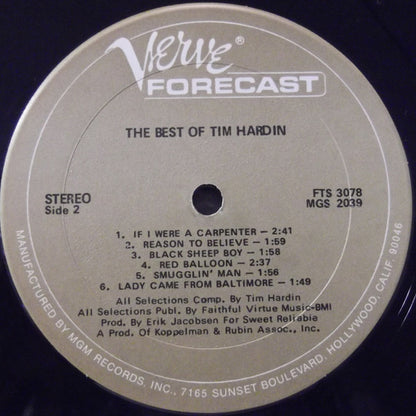 Verve®
FORECAST
THE BEST OF TIM HARDIN
STEREO
Side 2
FTS 3078
MGS 2039
1. IF I WERE A CARPENTER – 2:41
2. REASON TO BELIEVE – 1:59
3. BLACK SHEEP BOY – 1:58
4. RED BALLOON – 2:37
5. SMUGGLIN' MAN – 1:56
6. LADY CAME FROM BALTIMORE – 1:49
All Selections Comp. By Tim Hardin
All Selections Publ. By Faithful Virtue Music-BMI
Prod. By Erik Jacobsen For Sweet Reliable
A Prod. Of Koppelman & Rubin Assoc., Inc.
MANUFACTURED BY MGM RECORDS, INC., 7165 SUNSET BOULEVARD, HOLLYWOOD, CALIF. 90046